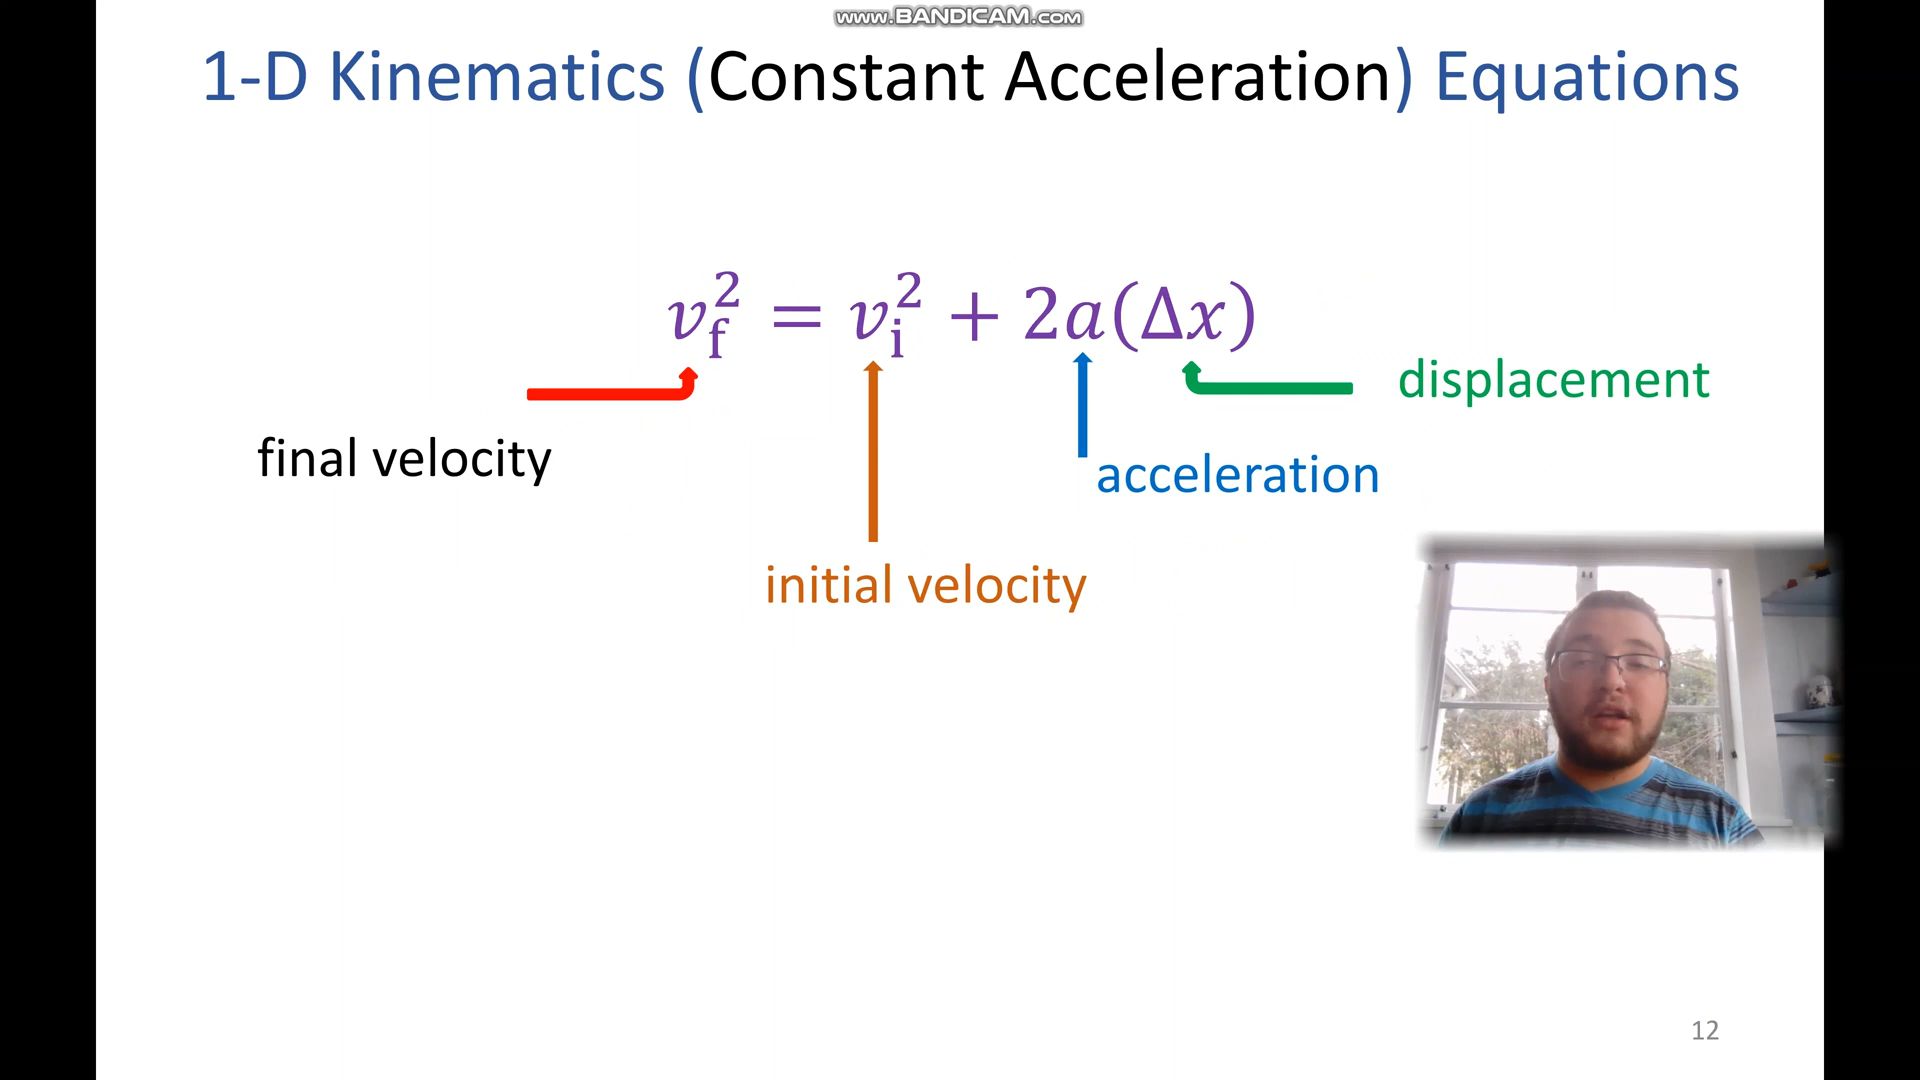 www.BANDICAM.com
1-D Kinematics (Constant Acceleration) Equations
v_f^2 = v_i^2 + 2a(Δx)
displacement
final velocity
acceleration
initial velocity
12